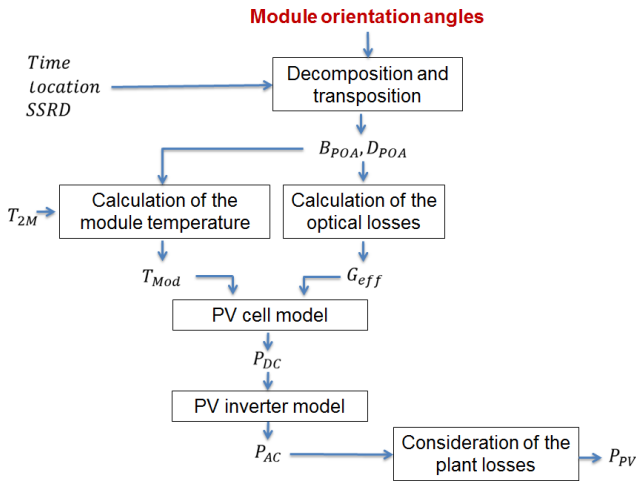 Module orientation angles
Time
location
SSRD
Decomposition and
transposition
B_POA, D_POA
T_2M
Calculation of the
module temperature
Calculation of the
optical losses
T_Mod
G_eff
PV cell model
P_DC
PV inverter model
P_AC
Consideration of the
plant losses
P_PV